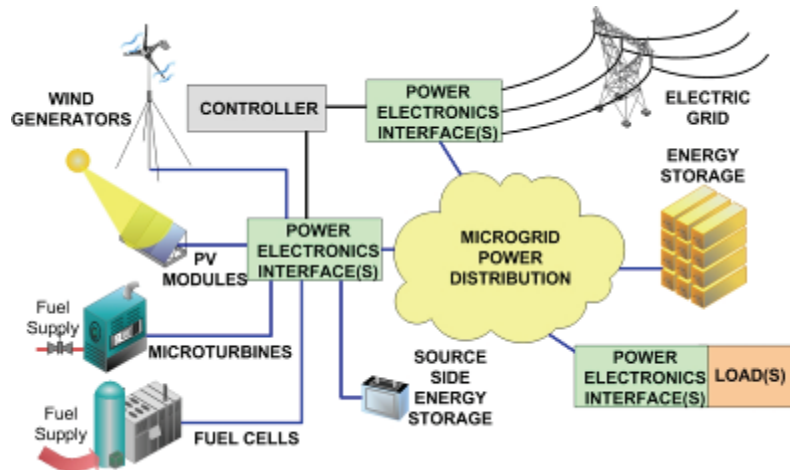 WIND
GENERATORS
CONTROLLER
POWER
ELECTRONICS
INTERFACE(S)
ELECTRIC
GRID
ENERGY
STORAGE
POWER
ELECTRONICS
INTERFACE(S)
MICROGRID
POWER
DISTRIBUTION
PV
MODULES
Fuel
Supply
MICROTURBINES
SOURCE
SIDE
ENERGY
STORAGE
POWER
ELECTRONICS
INTERFACE(S)
LOAD(S)
Fuel
Supply
FUEL CELLS